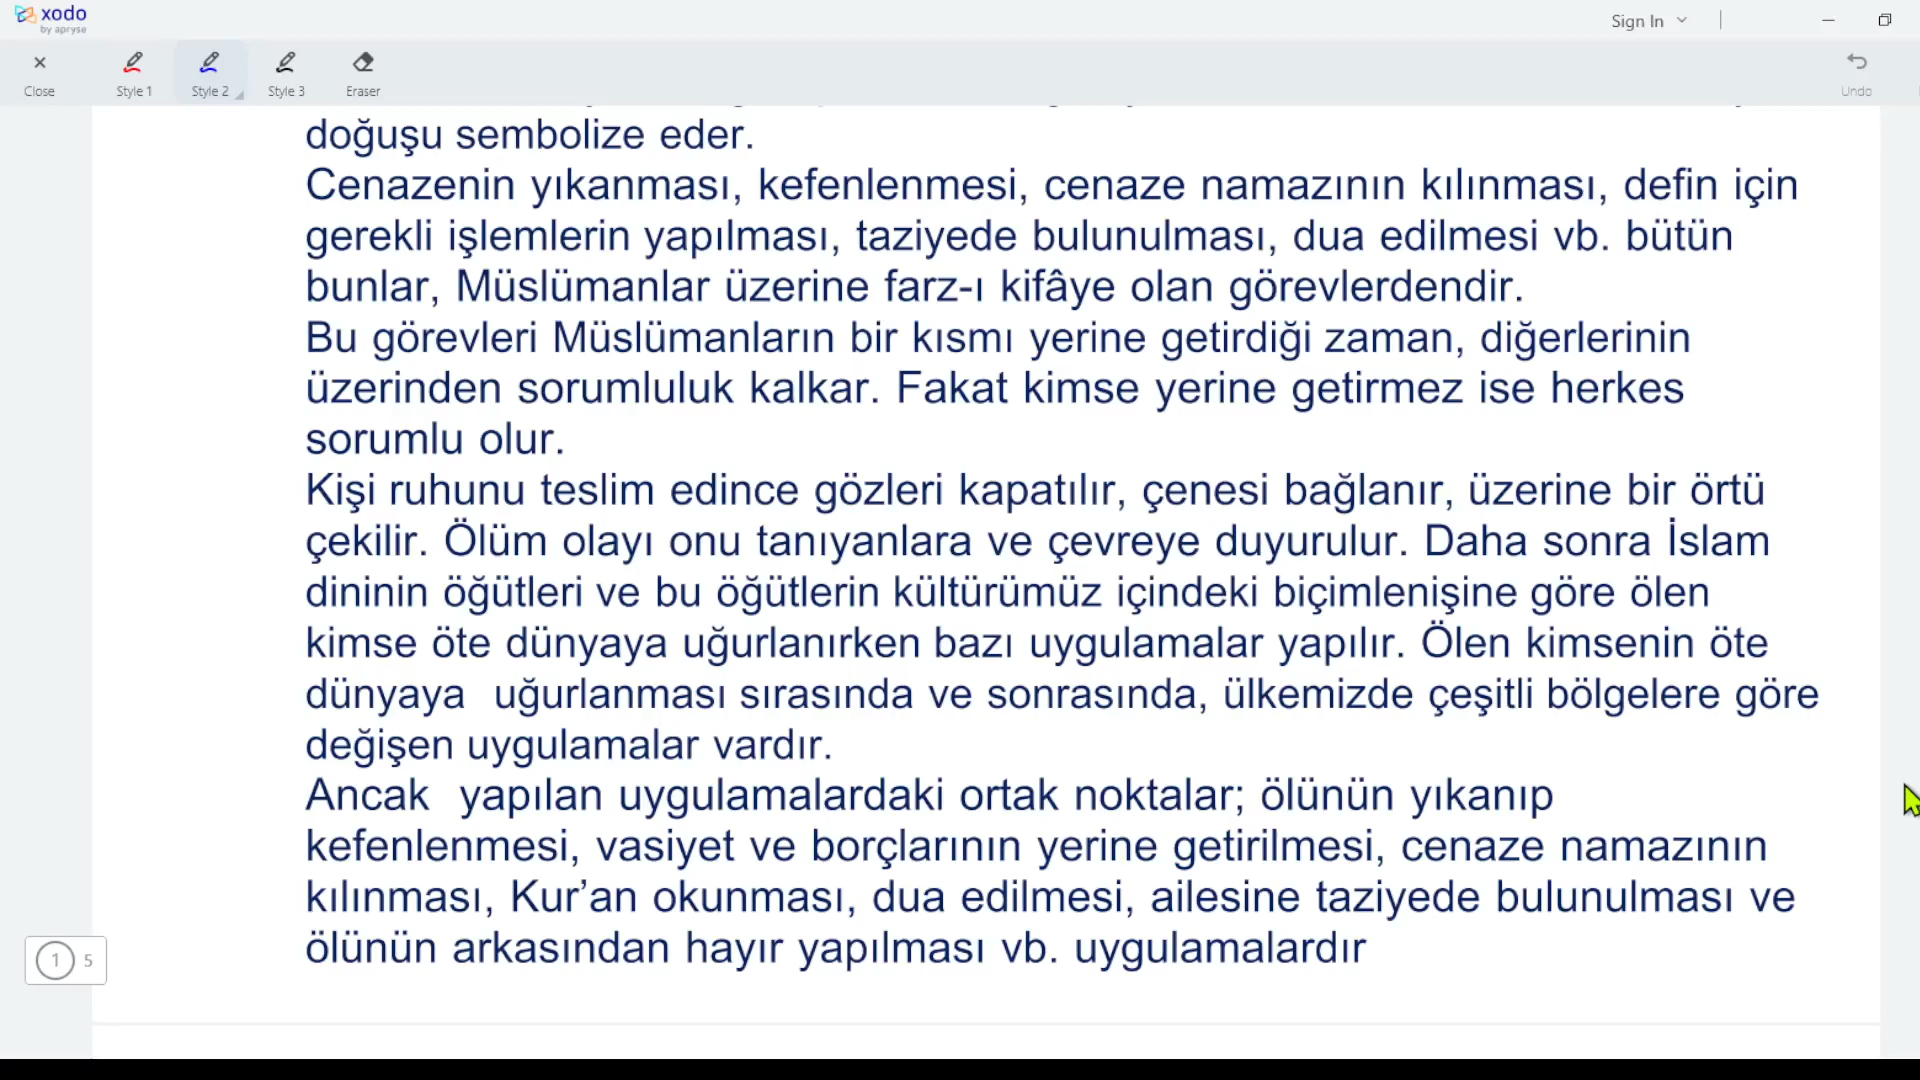 xodo
by apryse
Sign In
Close
Style 1
Style 2
Style 3
Eraser
Undo
doğuşu sembolize eder.
Cenazenin yıkanması, kefenlenmesi, cenaze namazının kılınması, defin için
gerekli işlemlerin yapılması, taziyede bulunulması, dua edilmesi vb. bütün
bunlar, Müslümanlar üzerine farz-ı kifâye olan görevlerdendir.
Bu görevleri Müslümanların bir kısmı yerine getirdiği zaman, diğerlerinin
üzerinden sorumluluk kalkar. Fakat kimse yerine getirmez ise herkes
sorumlu olur.
Kişi ruhunu teslim edince gözleri kapatılır, çenesi bağlanır, üzerine bir örtü
çekilir. Ölüm olayı onu tanıyanlara ve çevreye duyurulur. Daha sonra İslam
dininin öğütleri ve bu öğütlerin kültürümüz içindeki biçimlenişine göre ölen
kimse öte dünyaya uğurlanırken bazı uygulamalar yapılır. Ölen kimsenin öte
dünyaya uğurlanması sırasında ve sonrasında, ülkemizde çeşitli bölgelere göre
değişen uygulamalar vardır.
Ancak yapılan uygulamalardaki ortak noktalar; ölünün yıkanıp
kefenlenmesi, vasiyet ve borçlarının yerine getirilmesi, cenaze namazının
kılınması, Kur’an okunması, dua edilmesi, ailesine taziyede bulunulması ve
ölünün arkasından hayır yapılması vb. uygulamalardır
1 5